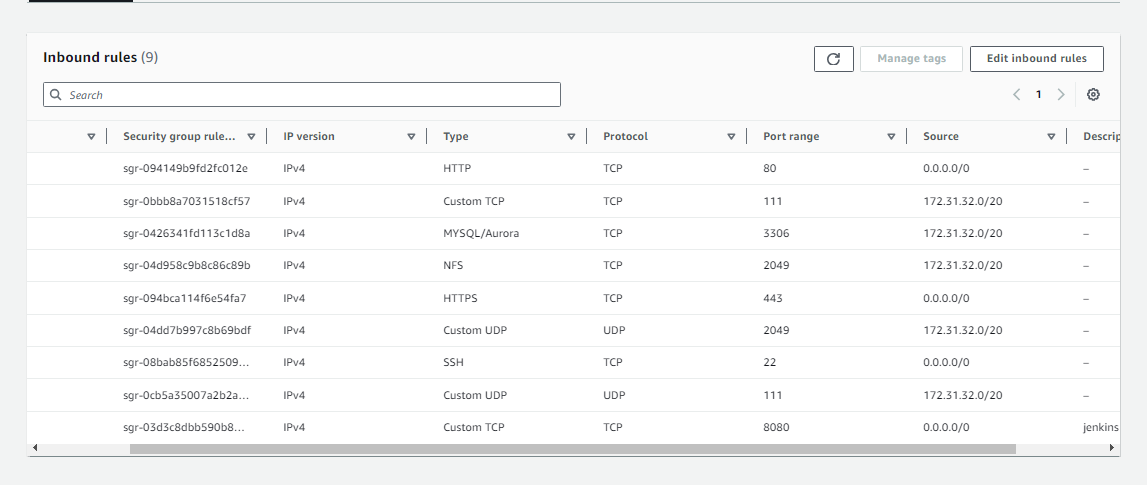 Inbound rules (9)
Manage tags
Edit inbound rules
Search
1
Security group rule... IP version Type Protocol Port range Source Descrip
sgr-094149b9fd2fc012e IPv4 HTTP TCP 80 0.0.0.0/0 –
sgr-0bbb8a7031518cf57 IPv4 Custom TCP TCP 111 172.31.32.0/20 –
sgr-0426341fd113c1d8a IPv4 MYSQL/Aurora TCP 3306 172.31.32.0/20 –
sgr-04d958c9b8c86c89b IPv4 NFS TCP 2049 172.31.32.0/20 –
sgr-094bca114f6e54fa7 IPv4 HTTPS TCP 443 0.0.0.0/0 –
sgr-04dd7b997c8b69bdf IPv4 Custom UDP UDP 2049 172.31.32.0/20 –
sgr-08bab85f6852509... IPv4 SSH TCP 22 0.0.0.0/0 –
sgr-0cb5a35007a2b2a... IPv4 Custom UDP UDP 111 172.31.32.0/20 –
sgr-03d3c8dbb590b8... IPv4 Custom TCP TCP 8080 0.0.0.0/0 jenkins